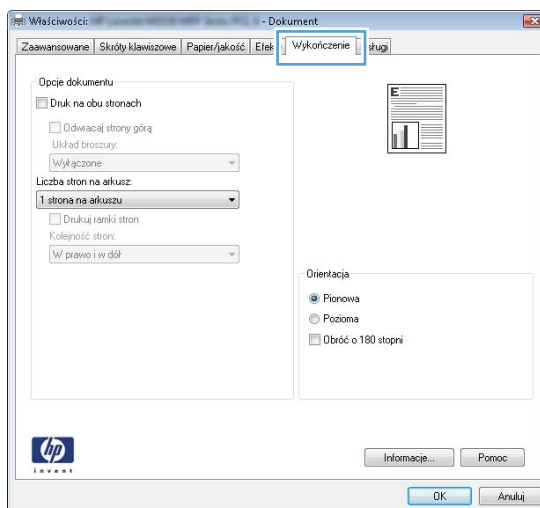 Właściwości: - Dokument
Zaawansowane Skróty klawiszowe Papier/jakość Efek Wykończenie sługi
Opcje dokumentu
Druk na obu stronach
Odwracaj strony górą
Układ broszury:
Wyłączone
Liczba stron na arkusz:
1 strona na arkuszu
Drukuj ramki stron
Kolejność stron:
W prawo i w dół
E
Orientacja
Pionowa
Pozioma
Obróć o 180 stopni
hp
invent
Informacje... Pomoc
OK Anuluj